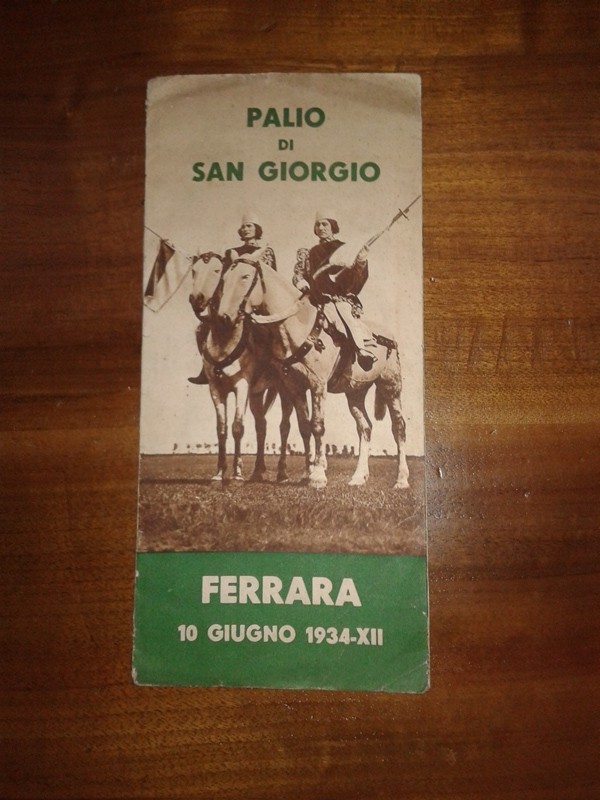 PALIO
DI
SAN GIORGIO
FERRARA
10 GIUGNO 1934-XII